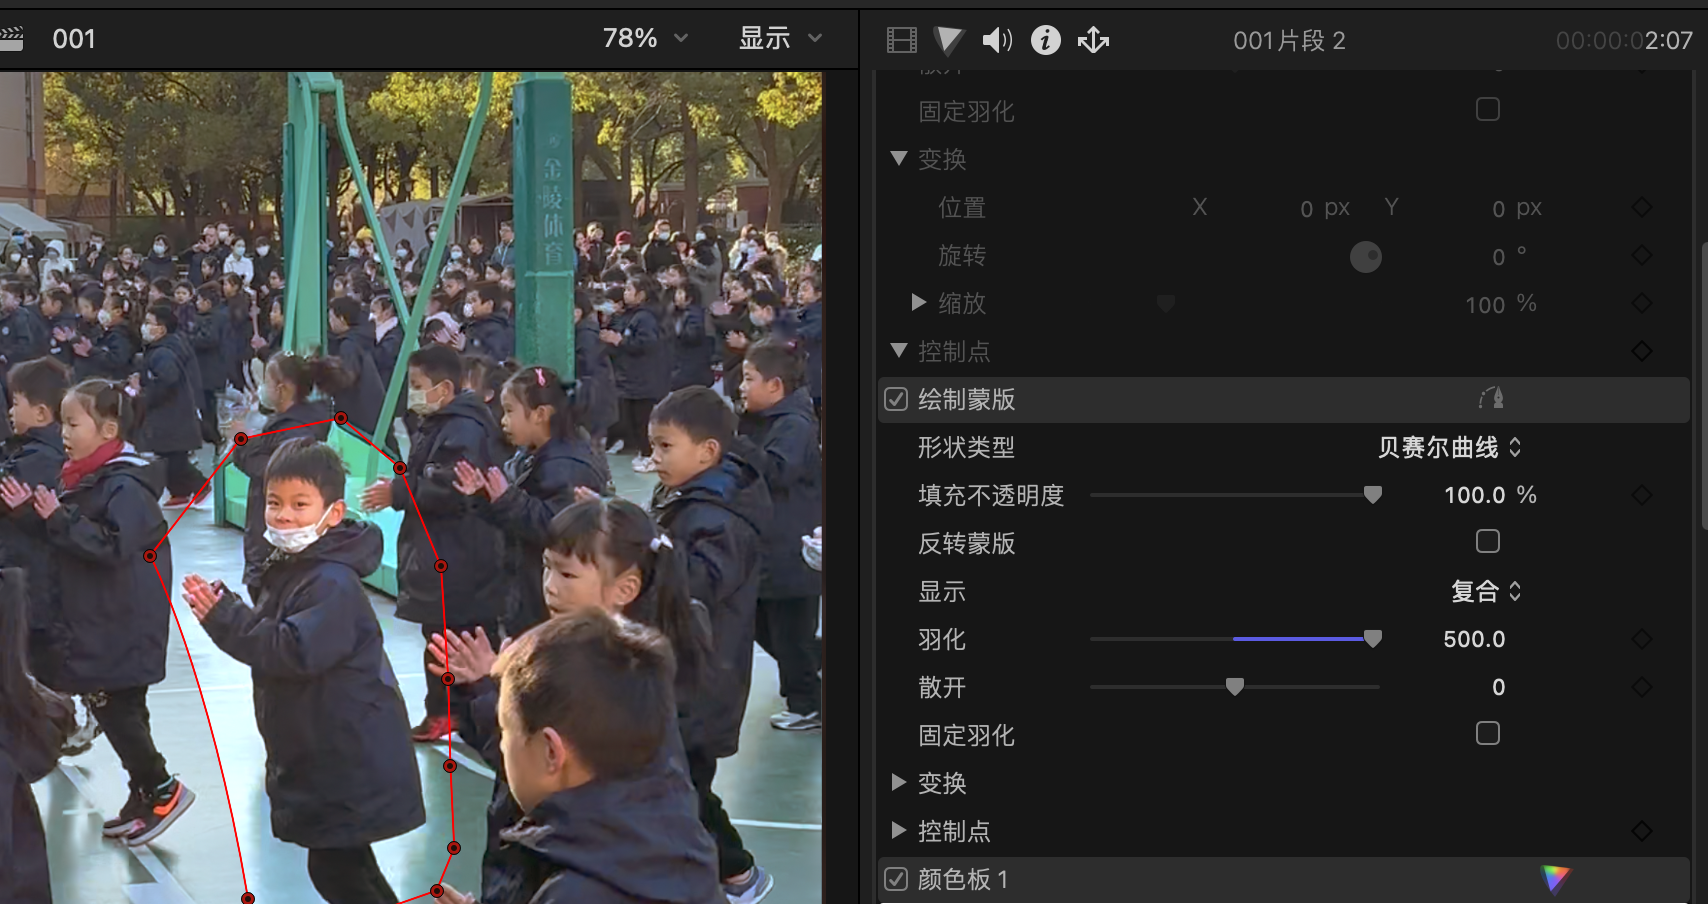 001
78%
显示
001片段 2
00:00:02:07
固定羽化
变换
位置 X 0 px Y 0 px
旋转 0 °
缩放 100 %
控制点
绘制蒙版
形状类型 贝赛尔曲线
填充不透明度 100.0 %
反转蒙版
显示 复合
羽化 500.0
散开 0
固定羽化
变换
控制点
颜色板 1
金陵体育